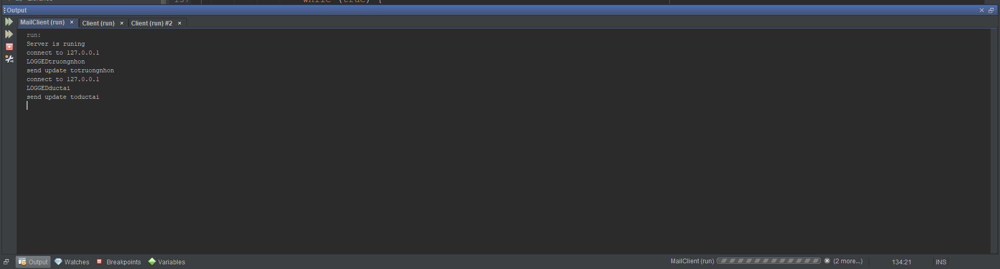 while (true) {
Output
MailClient (run)
Client (run)
Client (run) #2
run:
Server is runing
connect to 127.0.0.1
LOGGEDtruongnhon
send update totruongnhon
connect to 127.0.0.1
LOGGEDductai
send update toductai
Output
Watches
Breakpoints
Variables
MailClient (run)
(2 more...)
134:21
INS